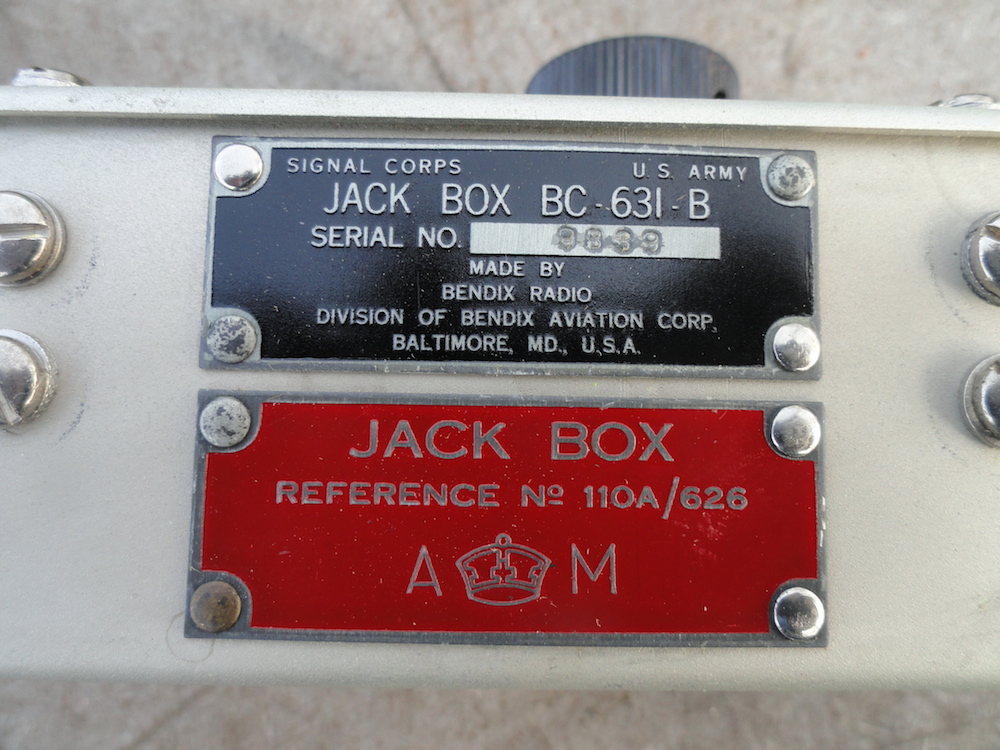 SIGNAL CORPS U.S. ARMY
JACK BOX BC-631-B
SERIAL NO. 9839
MADE BY
BENDIX RADIO
DIVISION OF BENDIX AVIATION CORP.
BALTIMORE, MD., U.S.A.
JACK BOX
REFERENCE Nº 110A/626
A M